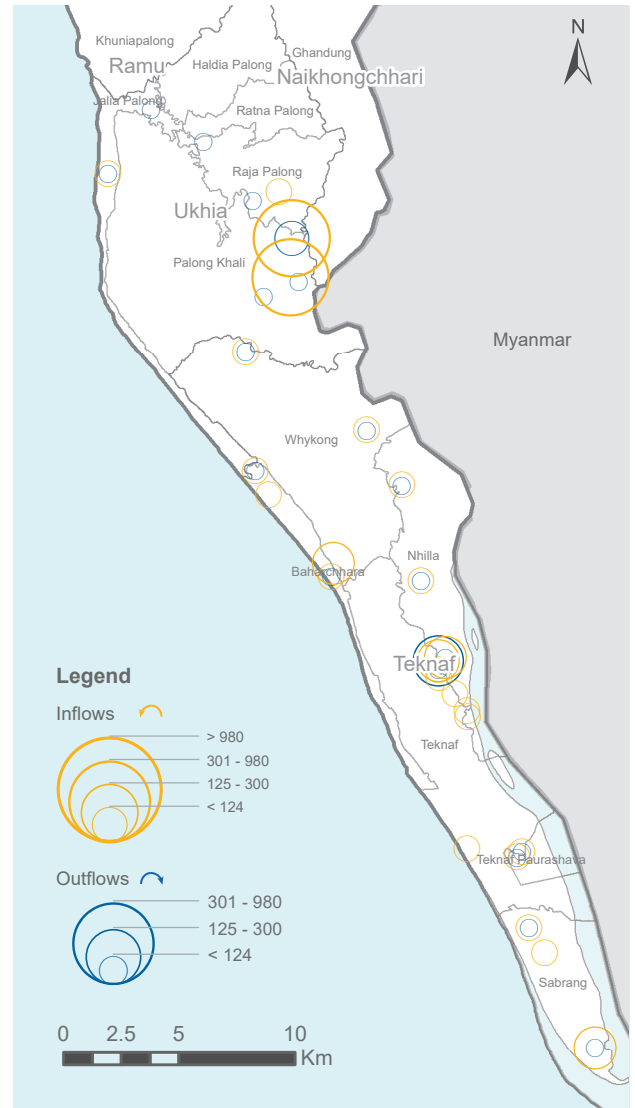 N
Khuniapalong
Ramu
Haldia Palong
Ghandung
Naikhongchhari
Jalia Palong
Ratna Palong
Raja Palong
Ukhia
Palong Khali
Myanmar
Whykong
Nhilla
Baharchhara
Teknaf
Teknaf
Teknaf Paurashava
Sabrang
Legend
Inflows
> 980
301 - 980
125 - 300
< 124
Outflows
301 - 980
125 - 300
< 124
0 2.5 5 10
Km